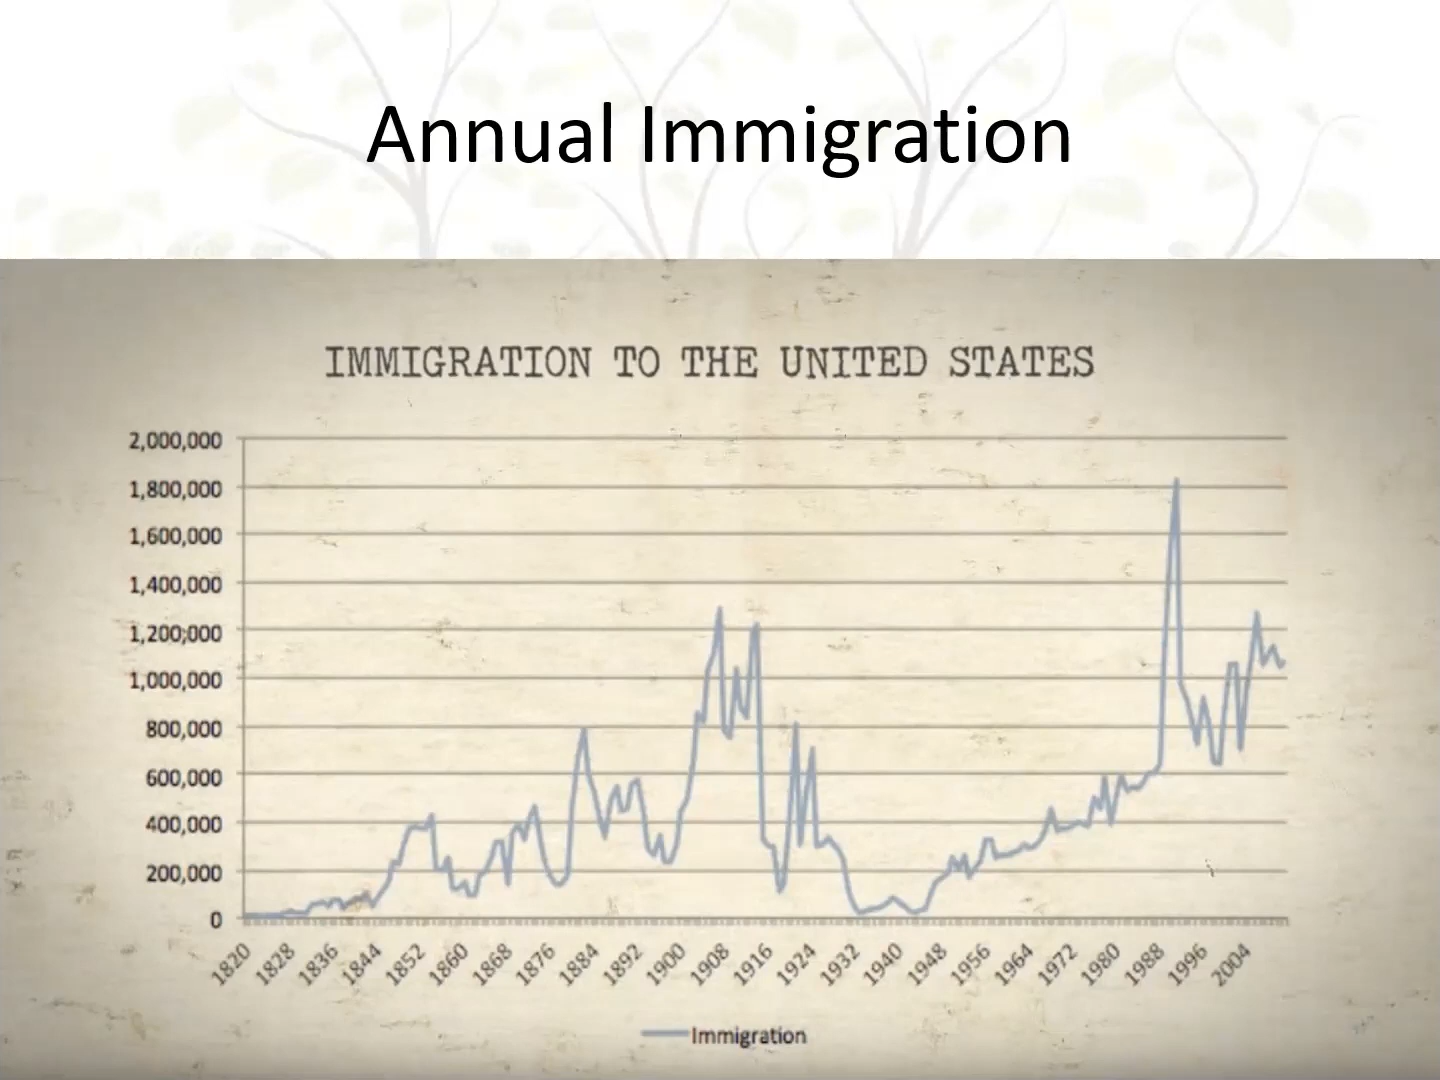 Annual Immigration
IMMIGRATION TO THE UNITED STATES
2,000,000
1,800,000
1,600,000
1,400,000
1,200,000
1,000,000
800,000
600,000
400,000
200,000
0
1820 1828 1836 1844 1852 1860 1868 1876 1884 1892 1900 1908 1916 1924 1932 1940 1948 1956 1964 1972 1980 1988 1996 2004
Immigration